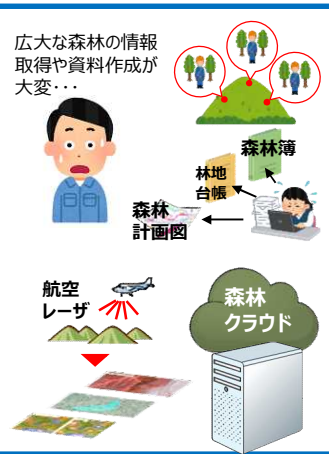 広大な森林の情報
取得や資料作成が
大変･･･
森林簿
林地
台帳
森林
計画図
航空
レーザ
森林
クラウド